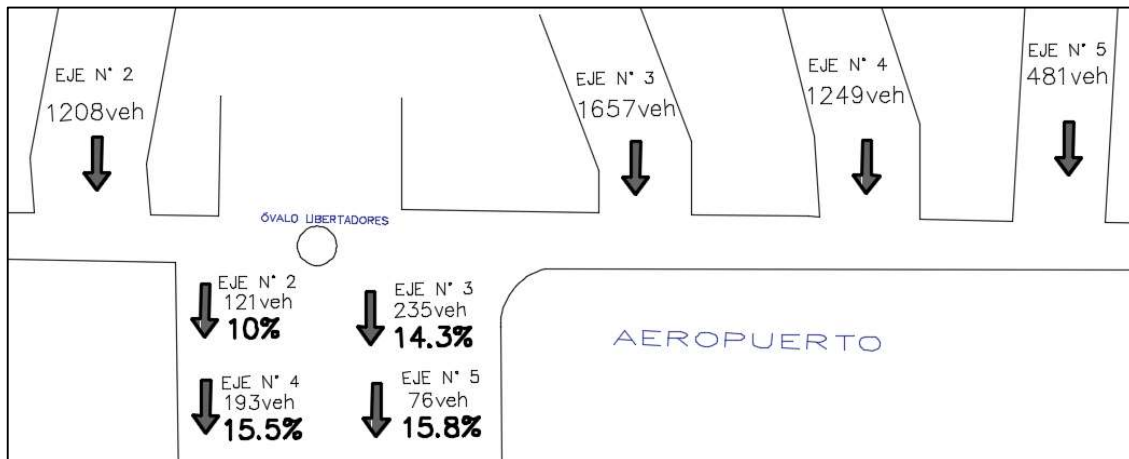 EJE N° 2
1208veh
EJE N° 3
1657veh
EJE N° 4
1249veh
EJE N° 5
481veh
ÓVALO LIBERTADORES
EJE N° 2
121veh
10%
EJE N° 3
235veh
14.3%
EJE N° 4
193veh
15.5%
EJE N° 5
76veh
15.8%
AEROPUERTO